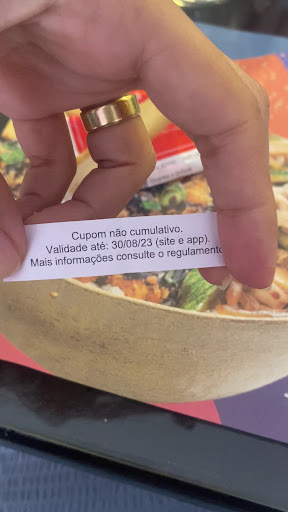 Cupom não cumulativo.
Validade até: 30/08/23 (site e app).
Mais informações consulte o regulamento